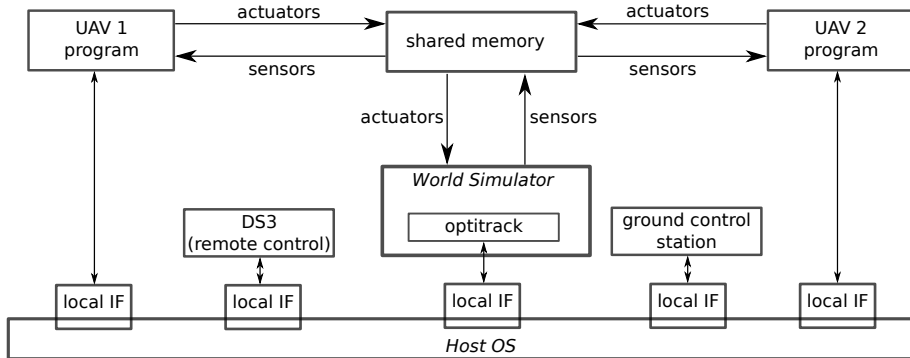 UAV 1
program
actuators
sensors
shared memory
actuators
sensors
UAV 2
program
actuators
sensors
World Simulator
optitrack
DS3
(remote control)
ground control
station
local IF
local IF
local IF
local IF
local IF
Host OS